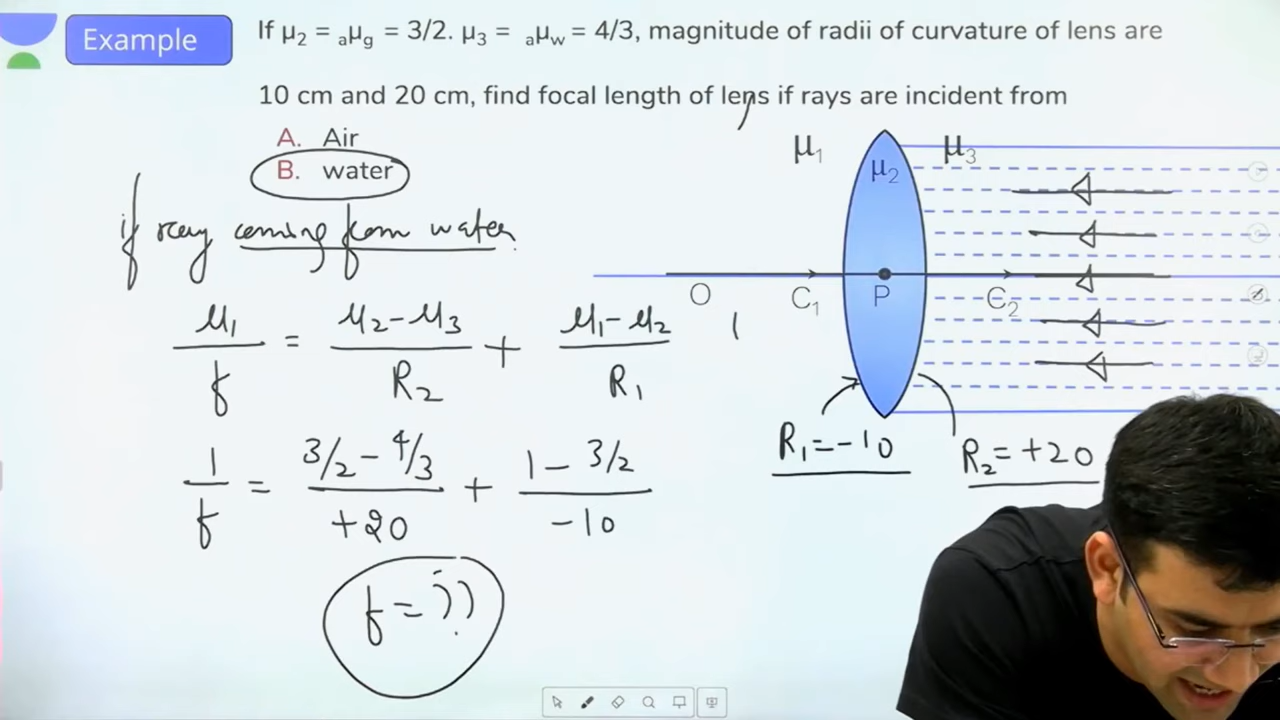 Example
If μ₂ = ₐμg = 3/2. μ₃ = ₐμw = 4/3, magnitude of radii of curvature of lens are
10 cm and 20 cm, find focal length of lens if rays are incident from
A. Air
B. water
if ray coming from water.
μ₁/f = (μ₂-μ₃)/R₂ + (μ₁-μ₂)/R₁
1/f = (3/2 - 4/3)/+20 + (1 - 3/2)/-10
f = ??
μ₁
μ₂
μ₃
O
C₁
P
C₂
R₁ = -10
R₂ = +20